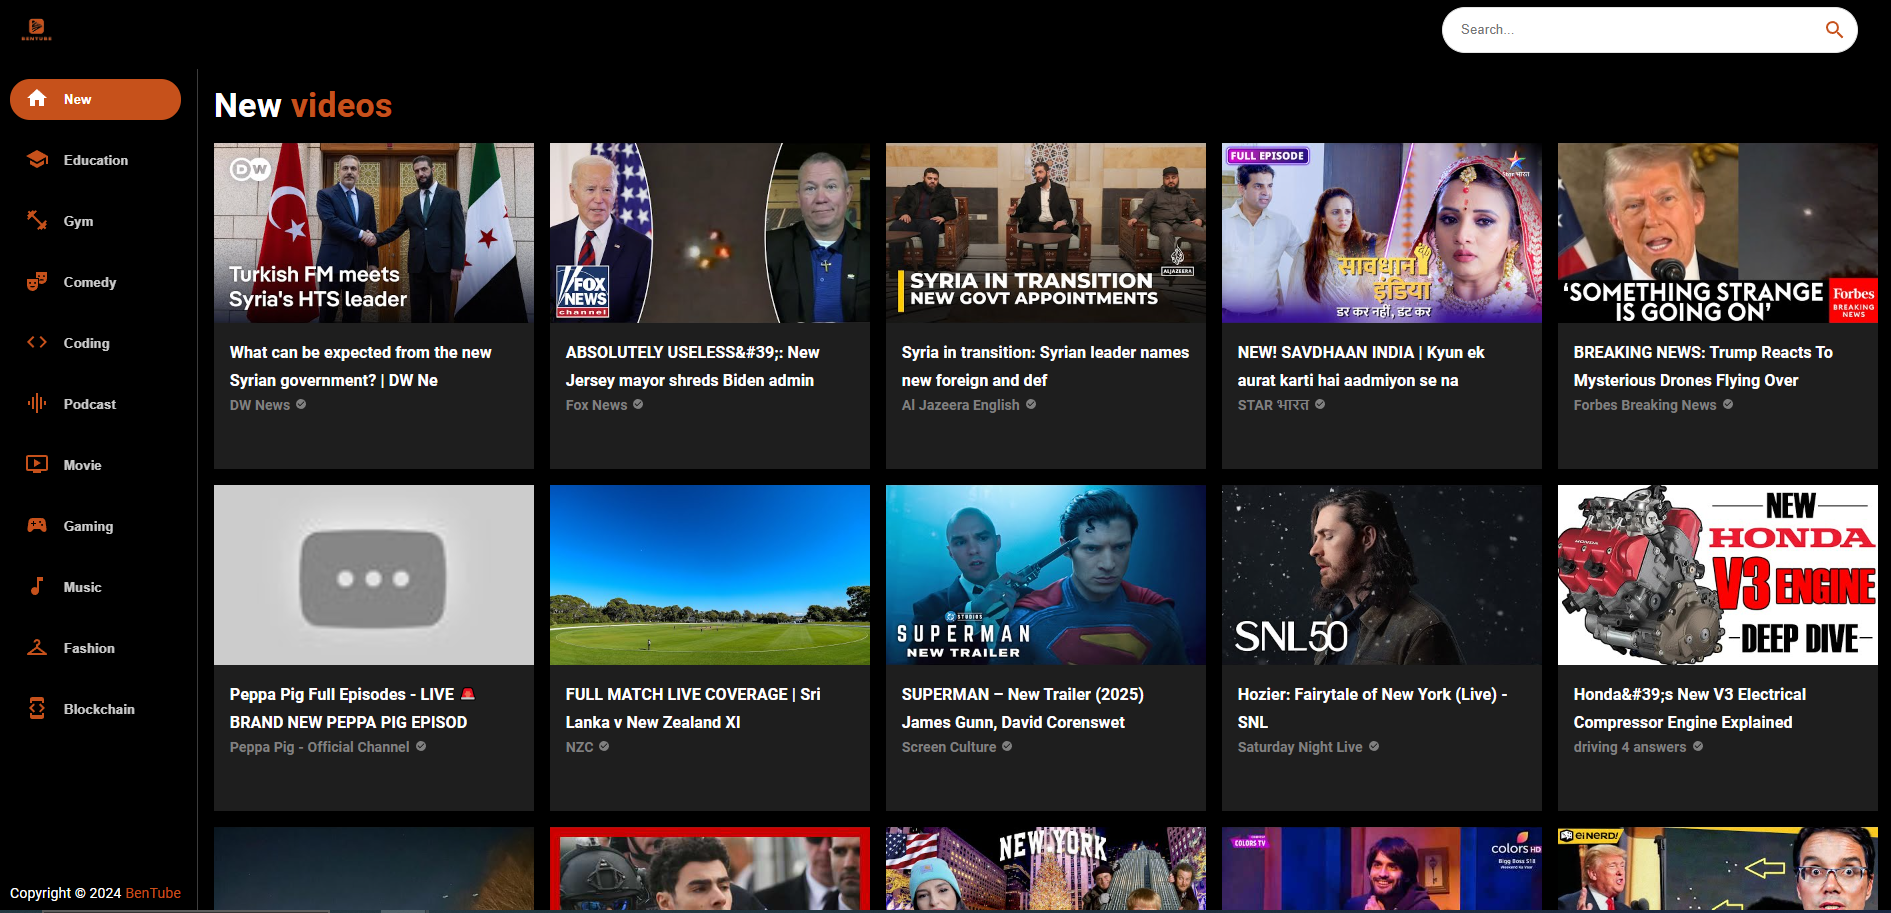 BENTUBE
Search...
New
Education
Gym
Comedy
Coding
Podcast
Movie
Gaming
Music
Fashion
Blockchain
Copyright © 2024 BenTube
New videos
DW
Turkish FM meets
Syria's HTS leader
What can be expected from the new
Syrian government? | DW Ne
DW News
FOX
NEWS
channel
ABSOLUTELY USELESS&#39;: New
Jersey mayor shreds Biden admin
Fox News
ALJAZEERA
SYRIA IN TRANSITION
NEW GOVT APPOINTMENTS
Syria in transition: Syrian leader names
new foreign and def
Al Jazeera English
FULL EPISODE
STAR भारत
सावधान
इंडिया
डर कर नहीं, डट कर
NEW! SAVDHAAN INDIA | Kyun ek
aurat karti hai aadmiyon se na
STAR भारत
'SOMETHING STRANGE
IS GOING ON'
Forbes
BREAKING
NEWS
BREAKING NEWS: Trump Reacts To
Mysterious Drones Flying Over
Forbes Breaking News
Peppa Pig Full Episodes - LIVE 🚨
BRAND NEW PEPPA PIG EPISOD
Peppa Pig - Official Channel
FULL MATCH LIVE COVERAGE | Sri
Lanka v New Zealand XI
NZC
STUDIOS
SUPERMAN
NEW TRAILER
SUPERMAN – New Trailer (2025)
James Gunn, David Corenswet
Screen Culture
SNL50
Hozier: Fairytale of New York (Live) -
SNL
Saturday Night Live
NEW
HONDA
V3 ENGINE
DEEP DIVE
HONDA
Honda&#39;s New V3 Electrical
Compressor Engine Explained
driving 4 answers
NEW YORK
COLORS TV
colors HD
Bigg Boss S18
Weekend Ka Vaar
ei NERD!